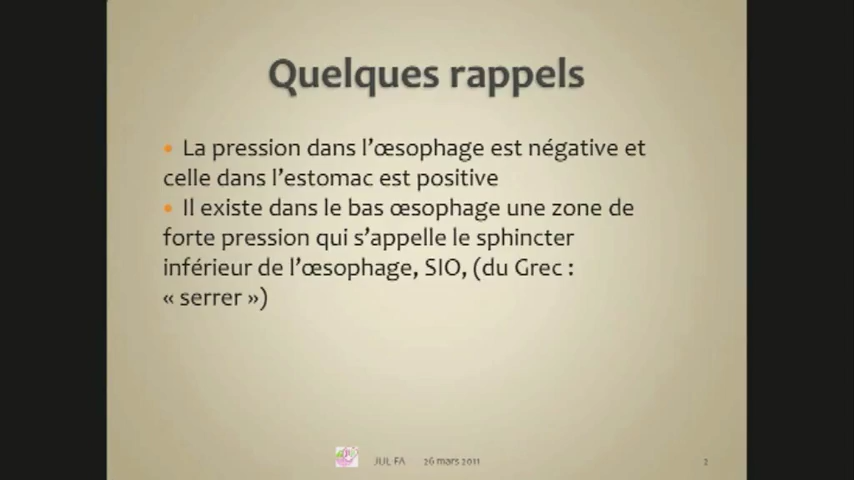 Quelques rappels
• La pression dans l’œsophage est négative et
celle dans l’estomac est positive
• Il existe dans le bas œsophage une zone de
forte pression qui s’appelle le sphincter
inférieur de l’œsophage, SIO, (du Grec :
« serrer »)
JUL FA 26 mars 2011 2